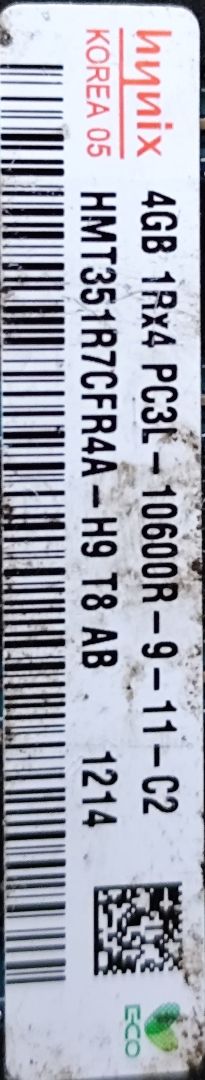 hynix
KOREA 05
4GB 1Rx4 PC3L-10600R-9-11-C2
HMT351R7CFR4A-H9 T8 AB 1214
ECO